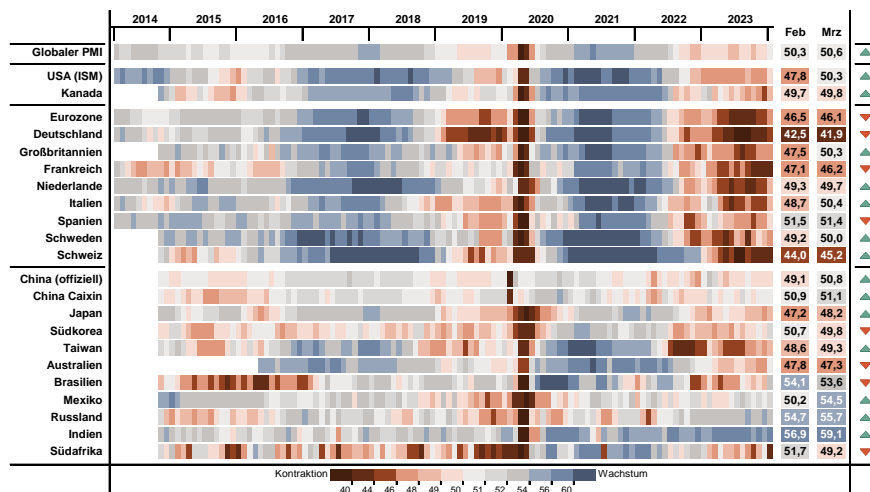 2014 2015 2016 2017 2018 2019 2020 2021 2022 2023
Feb Mrz
Globaler PMI 50,3 50,6
USA (ISM) 47,8 50,3
Kanada 49,7 49,8
Eurozone 46,5 46,1
Deutschland 42,5 41,9
Großbritannien 47,5 50,3
Frankreich 47,1 46,2
Niederlande 49,3 49,7
Italien 48,7 50,4
Spanien 51,5 51,4
Schweden 49,2 50,0
Schweiz 44,0 45,2
China (offiziell) 49,1 50,8
China Caixin 50,9 51,1
Japan 47,2 48,2
Südkorea 50,7 49,8
Taiwan 48,6 49,3
Australien 47,8 47,3
Brasilien 54,1 53,6
Mexiko 50,2 54,5
Russland 54,7 55,7
Indien 56,9 59,1
Südafrika 51,7 49,2
Kontraktion Wachstum
40 44 46 48 49 50 51 52 54 56 60